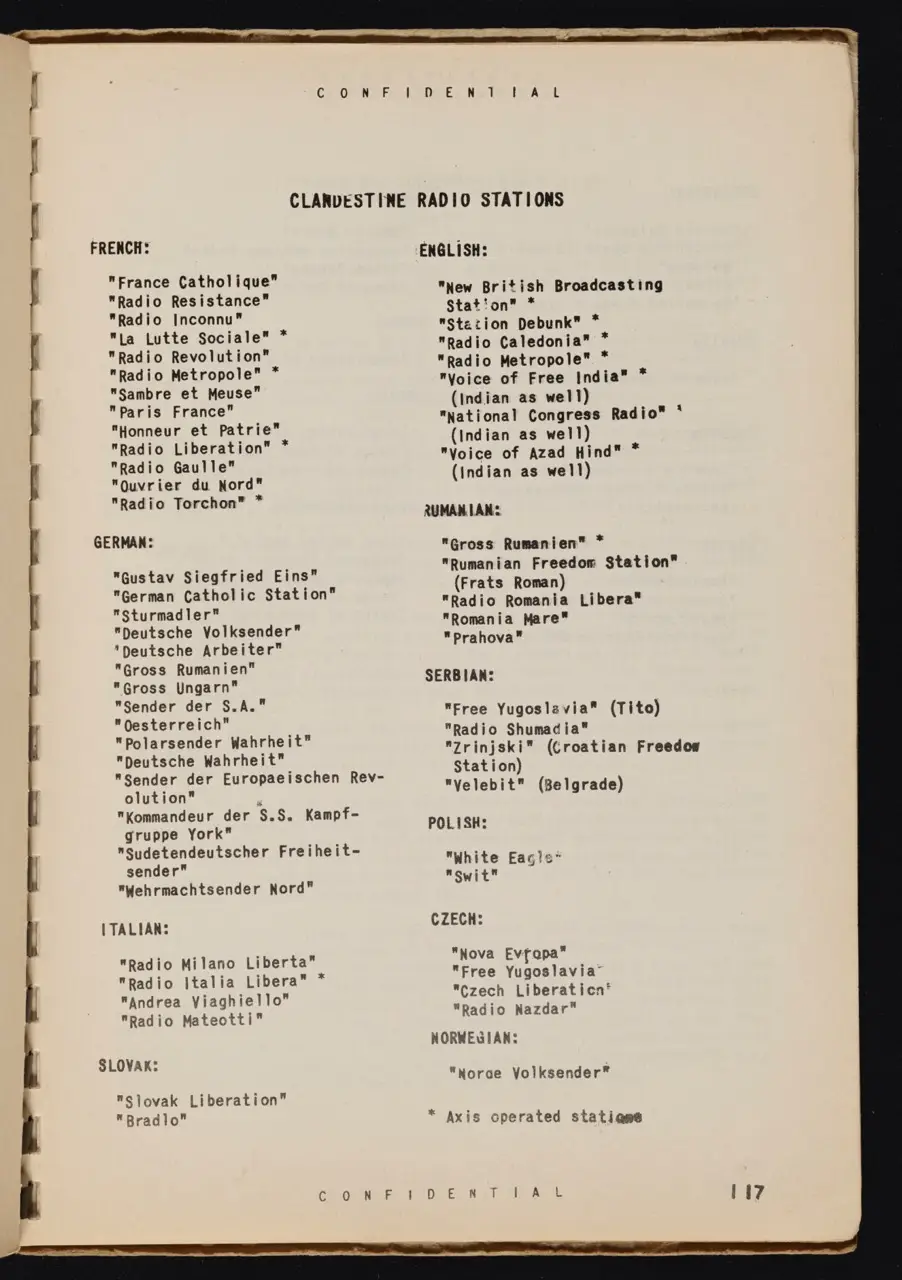 CONFIDENTIAL
CLANDESTINE RADIO STATIONS
FRENCH:
"France Catholique"
"Radio Resistance"
"Radio Inconnu"
"La Lutte Sociale" *
"Radio Revolution"
"Radio Metropole" *
"Sambre et Meuse"
"Paris France"
"Honneur et Patrie"
"Radio Liberation" *
"Radio Gaulle"
"Ouvrier du Nord"
"Radio Torchon" *
GERMAN:
"Gustav Siegfried Eins"
"German Catholic Station"
"Sturmadler"
"Deutsche Volksender"
'Deutsche Arbeiter"
"Gross Rumanien"
"Gross Ungarn"
"Sender der S.A."
"Oesterreich"
"Polarsender Wahrheit"
"Deutsche Wahrheit"
"Sender der Europaeischen Rev-
olution"
"Kommandeur der S.S. Kampf-
gruppe York"
"Sudetendeutscher Freiheit-
sender"
"Wehrmachtsender Nord"
ITALIAN:
"Radio Milano Liberta"
"Radio Italia Libera" *
"Andrea Viaghiello"
"Radio Mateotti"
SLOVAK:
"Slovak Liberation"
"Bradlo"
ENGLISH:
"New British Broadcasting
Station" *
"Station Debunk" *
"Radio Caledonia" *
"Radio Metropole" *
"Voice of Free India" *
(Indian as well)
"National Congress Radio" *
(Indian as well)
"Voice of Azad Hind" *
(Indian as well)
RUMANIAN:
"Gross Rumanien" *
"Rumanian Freedom Station"
(Frats Roman)
"Radio Romania Libera"
"Romania Mare"
"Prahova"
SERBIAN:
"Free Yugoslavia" (Tito)
"Radio Shumadia"
"Zrinjski" (Croatian Freedom
Station)
"Velebit" (Belgrade)
POLISH:
"White Eagle"
"Swit"
CZECH:
"Nova Evropa"
"Free Yugoslavia"
"Czech Liberation"
"Radio Nazdar"
NORWEGIAN:
"Norge Volksender"
* Axis operated stations
CONFIDENTIAL
117